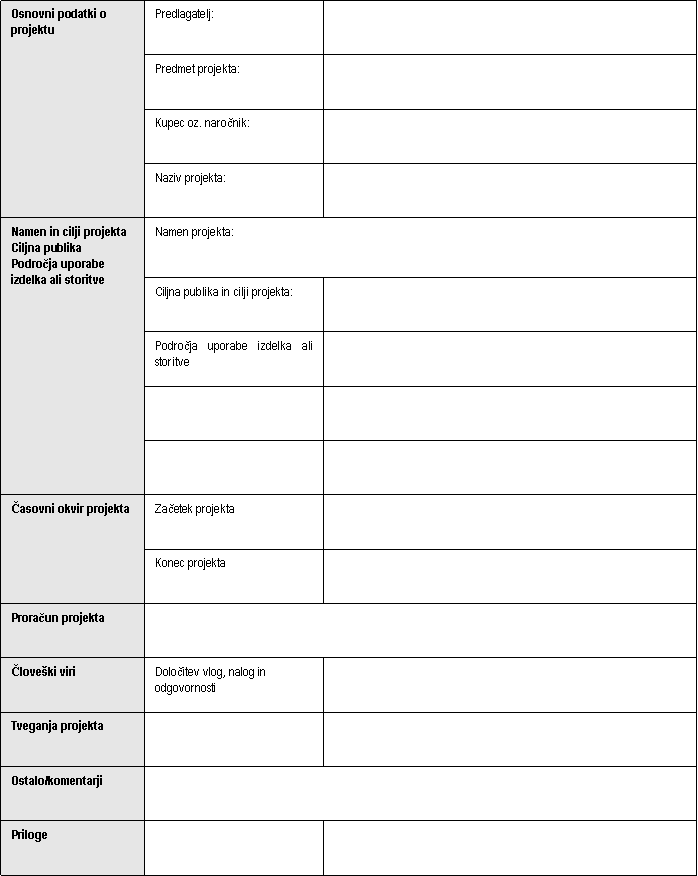 Osnovni podatki o
projektu
Predlagatelj:
Predmet projekta:
Kupec oz. naročnik:
Naziv projekta:
Namen in cilji projekta
Ciljna publika
Področja uporabe
izdelka ali storitve
Namen projekta:
Ciljna publika in cilji projekta:
Področja uporabe izdelka ali
storitve
Časovni okvir projekta
Začetek projekta
Konec projekta
Proračun projekta
Človeški viri
Določitev vlog, nalog in
odgovornosti
Tveganja projekta
Ostalo/komentarji
Priloge